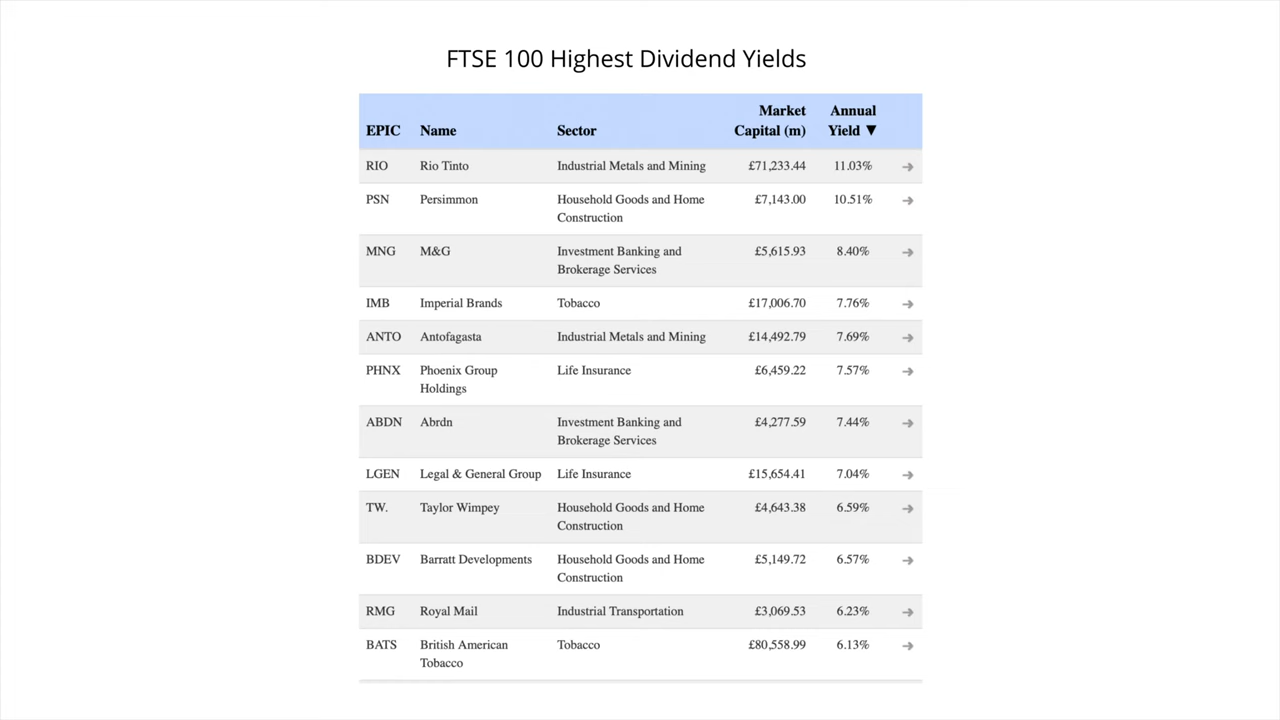 FTSE 100 Highest Dividend Yields
Market Annual
EPIC Name Sector Capital (m) Yield ▼
RIO Rio Tinto Industrial Metals and Mining £71,233.44 11.03% ➔
PSN Persimmon Household Goods and Home £7,143.00 10.51% ➔
Construction
MNG M&G Investment Banking and £5,615.93 8.40% ➔
Brokerage Services
IMB Imperial Brands Tobacco £17,006.70 7.76% ➔
ANTO Antofagasta Industrial Metals and Mining £14,492.79 7.69% ➔
PHNX Phoenix Group Life Insurance £6,459.22 7.57% ➔
Holdings
ABDN Abrdn Investment Banking and £4,277.59 7.44% ➔
Brokerage Services
LGEN Legal & General Group Life Insurance £15,654.41 7.04% ➔
TW. Taylor Wimpey Household Goods and Home £4,643.38 6.59% ➔
Construction
BDEV Barratt Developments Household Goods and Home £5,149.72 6.57% ➔
Construction
RMG Royal Mail Industrial Transportation £3,069.53 6.23% ➔
BATS British American Tobacco £80,558.99 6.13% ➔
Tobacco